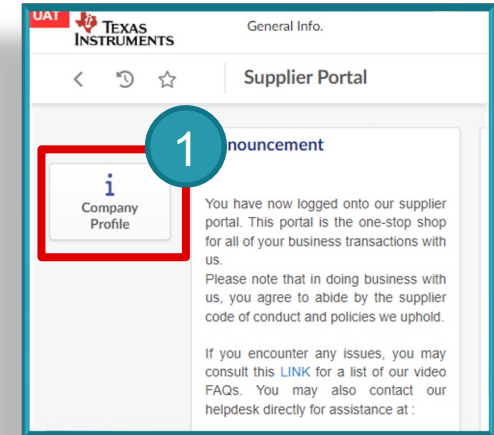 UAT
TEXAS
INSTRUMENTS
General Info.
Supplier Portal
1
nouncement
i
Company
Profile
You have now logged onto our supplier
portal. This portal is the one-stop shop
for all of your business transactions with
us.
Please note that in doing business with
us, you agree to abide by the supplier
code of conduct and policies we uphold.
If you encounter any issues, you may
consult this LINK for a list of our video
FAQs. You may also contact our
helpdesk directly for assistance at :